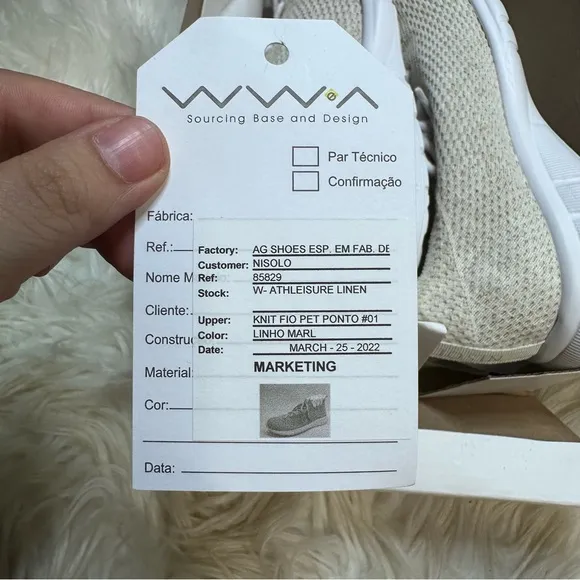 WWA
Sourcing Base and Design
Par Técnico
Confirmação
Fábrica:
Ref.:
Nome M
Cliente:
Constru
Material:
Cor:
Data:
Factory: AG SHOES ESP. EM FAB. DE
Customer: NISOLO
Ref: 85829
Stock: W- ATHLEISURE LINEN
Upper: KNIT FIO PET PONTO #01
Color: LINHO MARL
Date: MARCH - 25 - 2022
MARKETING